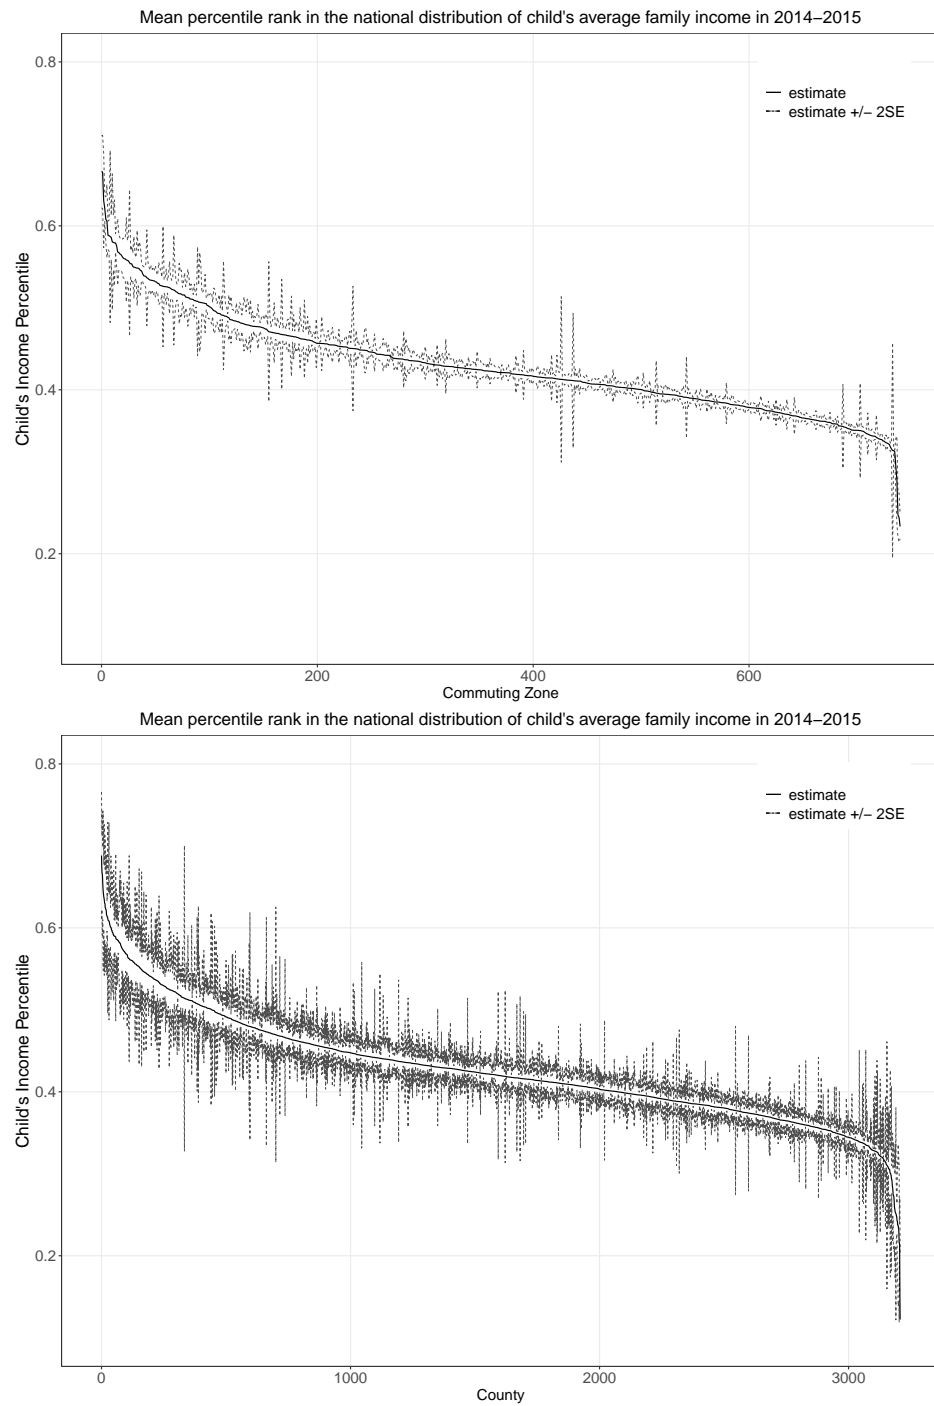 Mean percentile rank in the national distribution of child's average family income in 2014−2015
0.8
estimate
estimate +/− 2SE
0.6
Child's Income Percentile
0.4
0.2
0 200 400 600
Commuting Zone
Mean percentile rank in the national distribution of child's average family income in 2014−2015
0.8
estimate
estimate +/− 2SE
0.6
Child's Income Percentile
0.4
0.2
0 1000 2000 3000
County